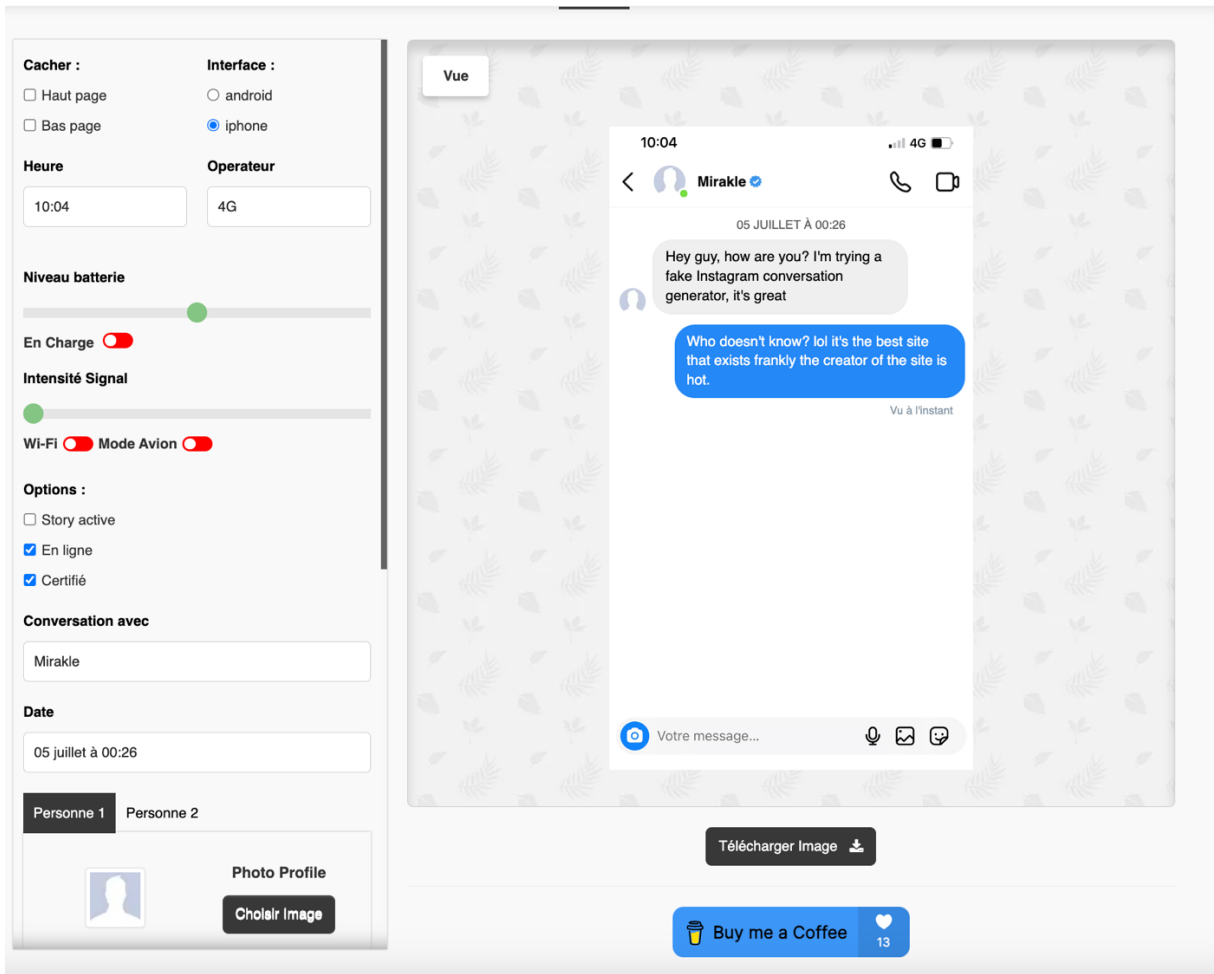 Cacher :
Interface :
Haut page
android
Bas page
iphone
Heure
Operateur
10:04
4G
Niveau batterie
En Charge
Intensité Signal
Wi-Fi
Mode Avion
Options :
Story active
En ligne
Certifié
Conversation avec
Mirakle
Date
05 juillet à 00:26
Personne 1
Personne 2
Photo Profile
Choisir Image
Vue
10:04
4G
Mirakle
05 JUILLET À 00:26
Hey guy, how are you? I'm trying a
fake Instagram conversation
generator, it's great
Who doesn't know? lol it's the best site
that exists frankly the creator of the site is
hot.
Vu à l'instant
Votre message...
Télécharger Image
Buy me a Coffee
13